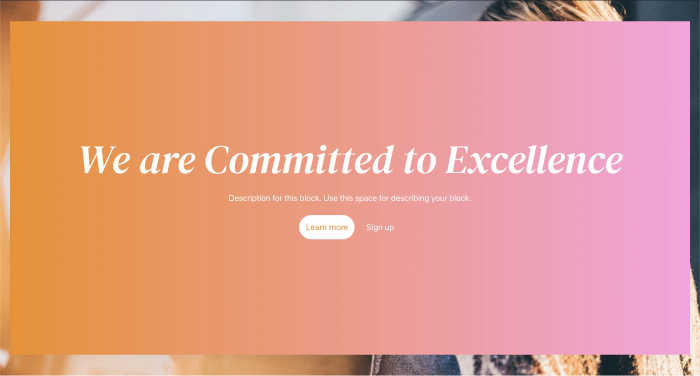 We are Committed to Excellence
Description for this block. Use this space for describing your block.
Learn more Sign up